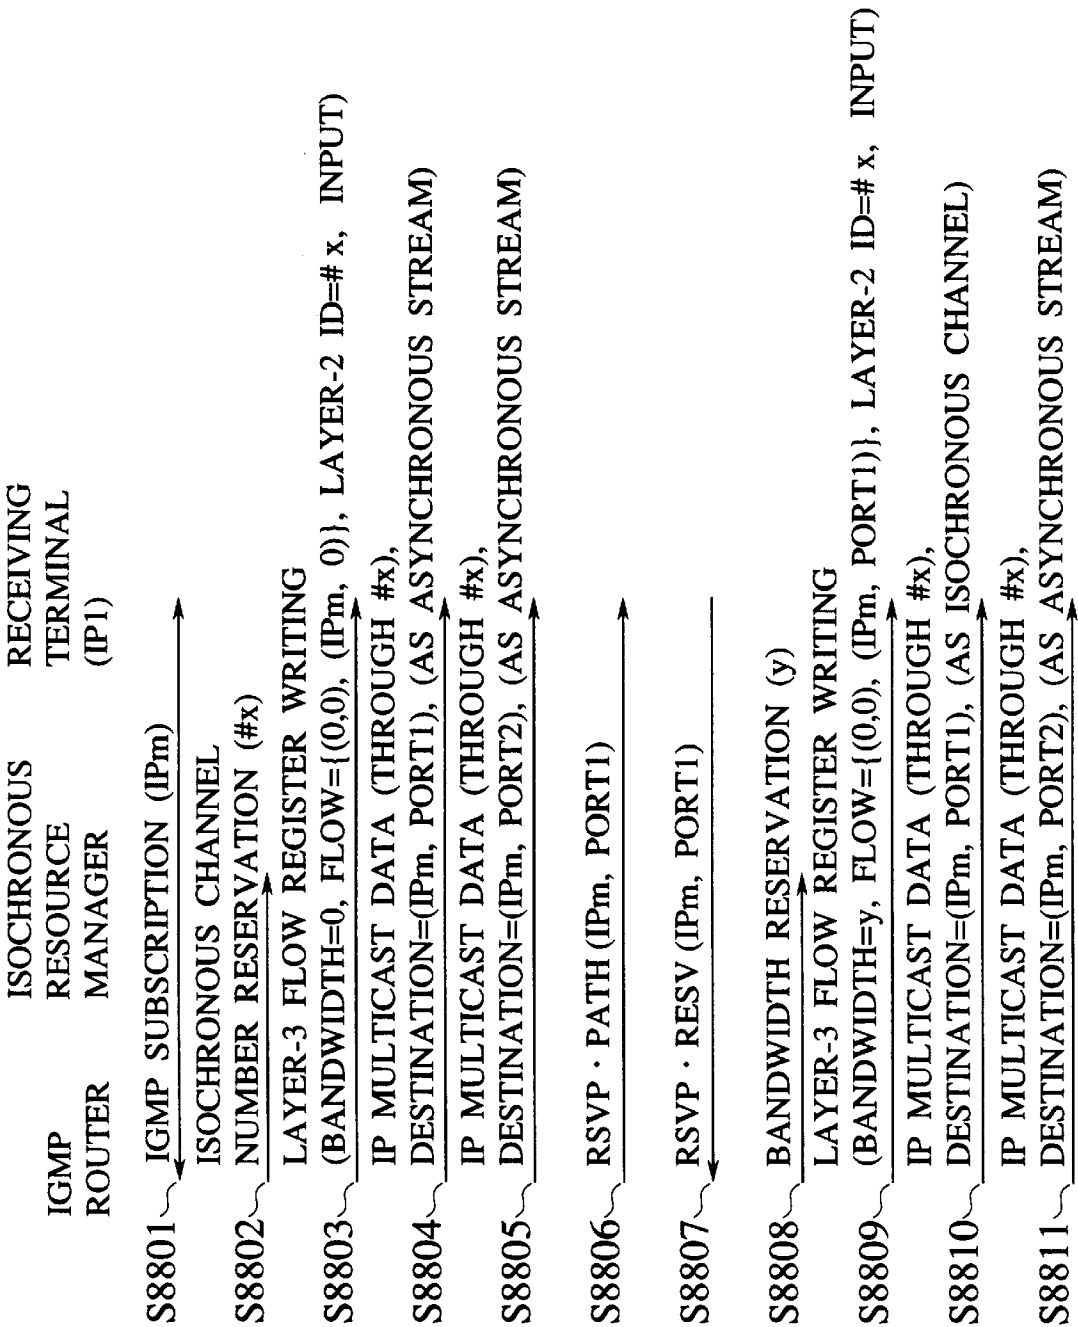 IGMP
ROUTER
ISOCHRONOUS
RESOURCE
MANAGER
RECEIVING
TERMINAL
(IP1)
S8801
IGMP SUBSCRIPTION (IPm)
ISOCHRONOUS CHANNEL
S8802
NUMBER RESERVATION (#x)
LAYER-3 FLOW REGISTER WRITING
S8803
(BANDWIDTH=0, FLOW={(0,0), (IPm, 0)}, LAYER-2 ID=# x, INPUT)
IP MULTICAST DATA (THROUGH #x),
S8804
DESTINATION=(IPm, PORT1), (AS ASYNCHRONOUS STREAM)
IP MULTICAST DATA (THROUGH #x),
S8805
DESTINATION=(IPm, PORT2), (AS ASYNCHRONOUS STREAM)
S8806
RSVP · PATH (IPm, PORT1)
S8807
RSVP · RESV (IPm, PORT1)
S8808
BANDWIDTH RESERVATION (y)
LAYER-3 FLOW REGISTER WRITING
S8809
(BANDWIDTH=y, FLOW={(0,0), (IPm, PORT1)}, LAYER-2 ID=# x, INPUT)
IP MULTICAST DATA (THROUGH #x),
S8810
DESTINATION=(IPm, PORT1), (AS ISOCHRONOUS CHANNEL)
IP MULTICAST DATA (THROUGH #x),
S8811
DESTINATION=(IPm, PORT2), (AS ASYNCHRONOUS STREAM)